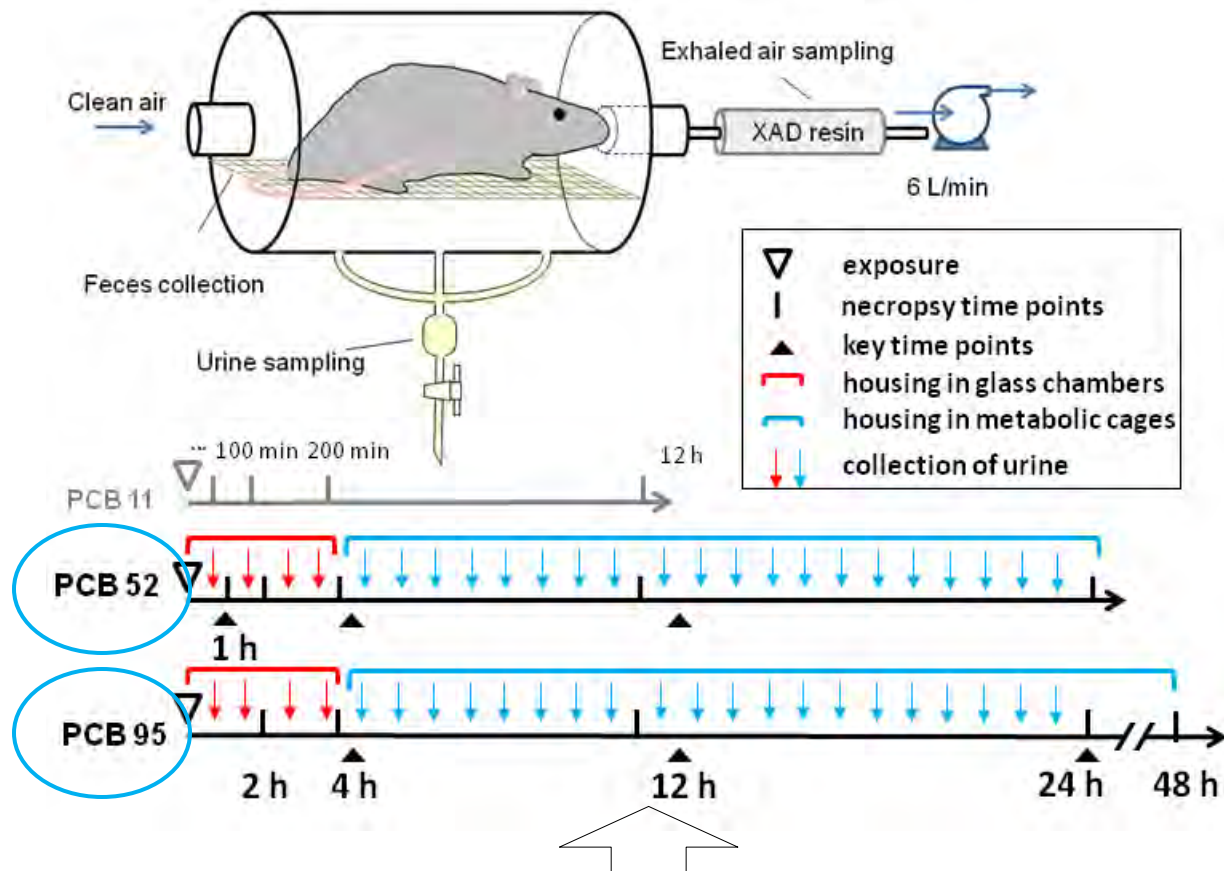 Exhaled air sampling
Clean air
XAD resin
6 L/min
Feces collection
Urine sampling
exposure
necropsy time points
key time points
housing in glass chambers
housing in metabolic cages
collection of urine
100 min 200 min
12 h
PCB 11
PCB 52
1 h
PCB 95
2 h 4 h 12 h 24 h 48 h